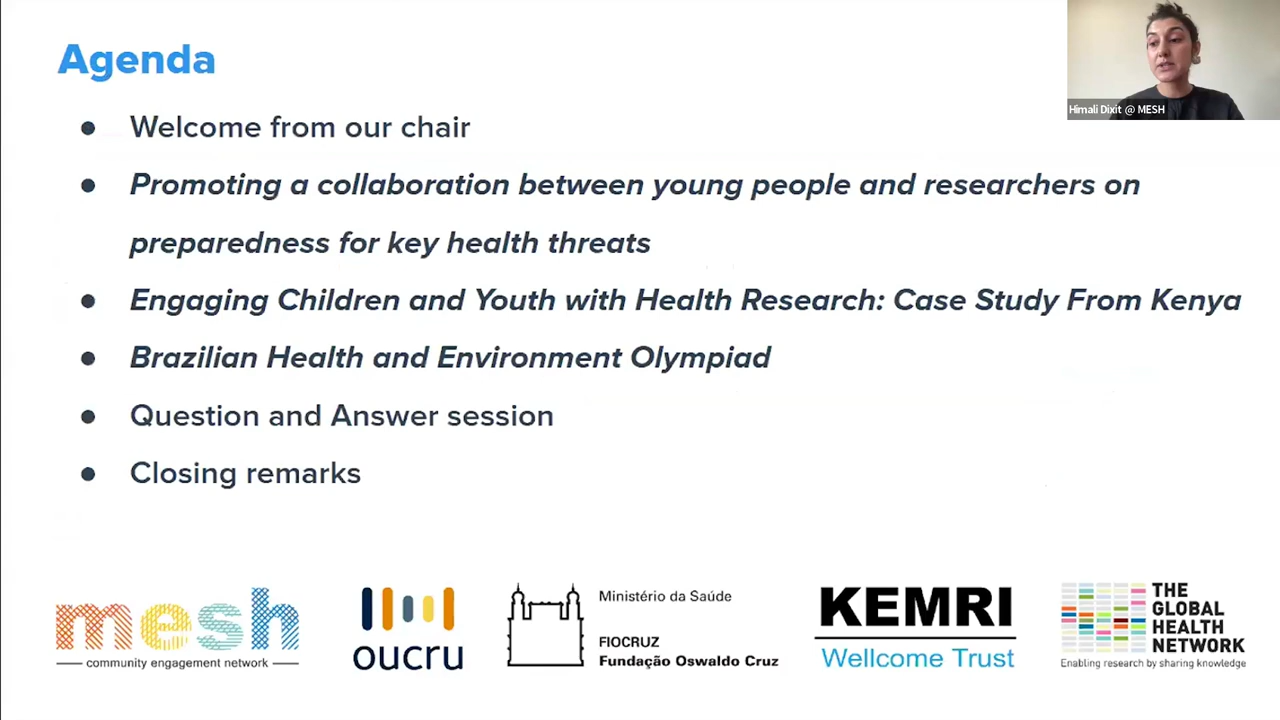 Agenda
Himali Dixit @ MESH
● Welcome from our chair
● Promoting a collaboration between young people and researchers on
preparedness for key health threats
● Engaging Children and Youth with Health Research: Case Study From Kenya
● Brazilian Health and Environment Olympiad
● Question and Answer session
● Closing remarks
mesh
community engagement network
oucru
Ministério da Saúde
FIOCRUZ
Fundação Oswaldo Cruz
KEMRI
Wellcome Trust
THE
GLOBAL
HEALTH
NETWORK
Enabling research by sharing knowledge